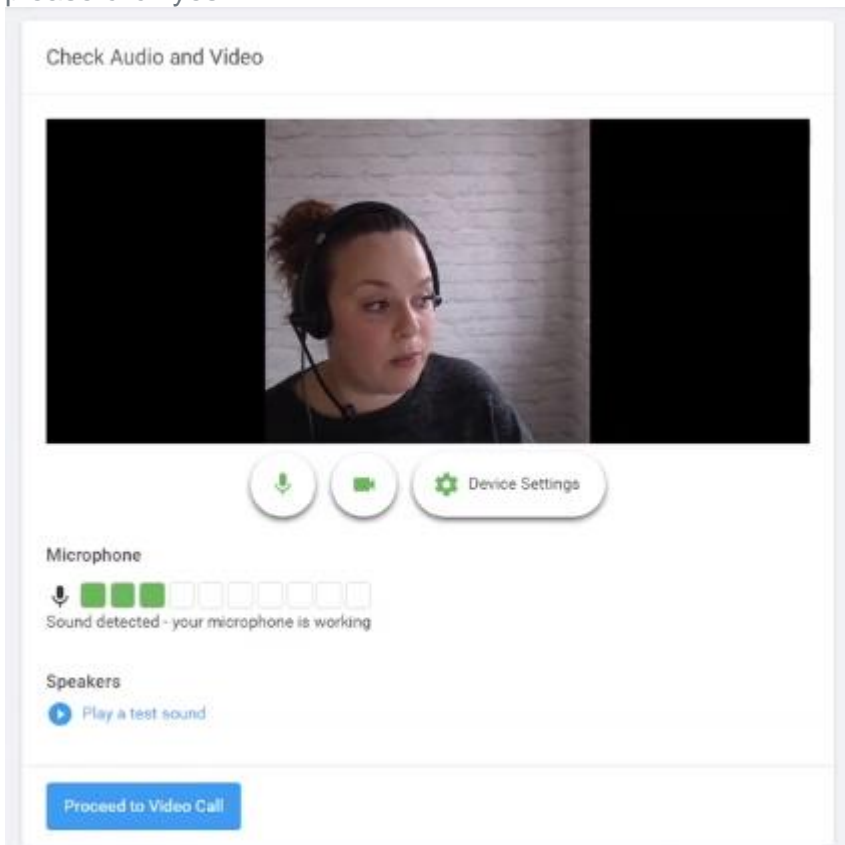 Check Audio and Video
Device Settings
Microphone
Sound detected - your microphone is working
Speakers
Play a test sound
Proceed to Video Call